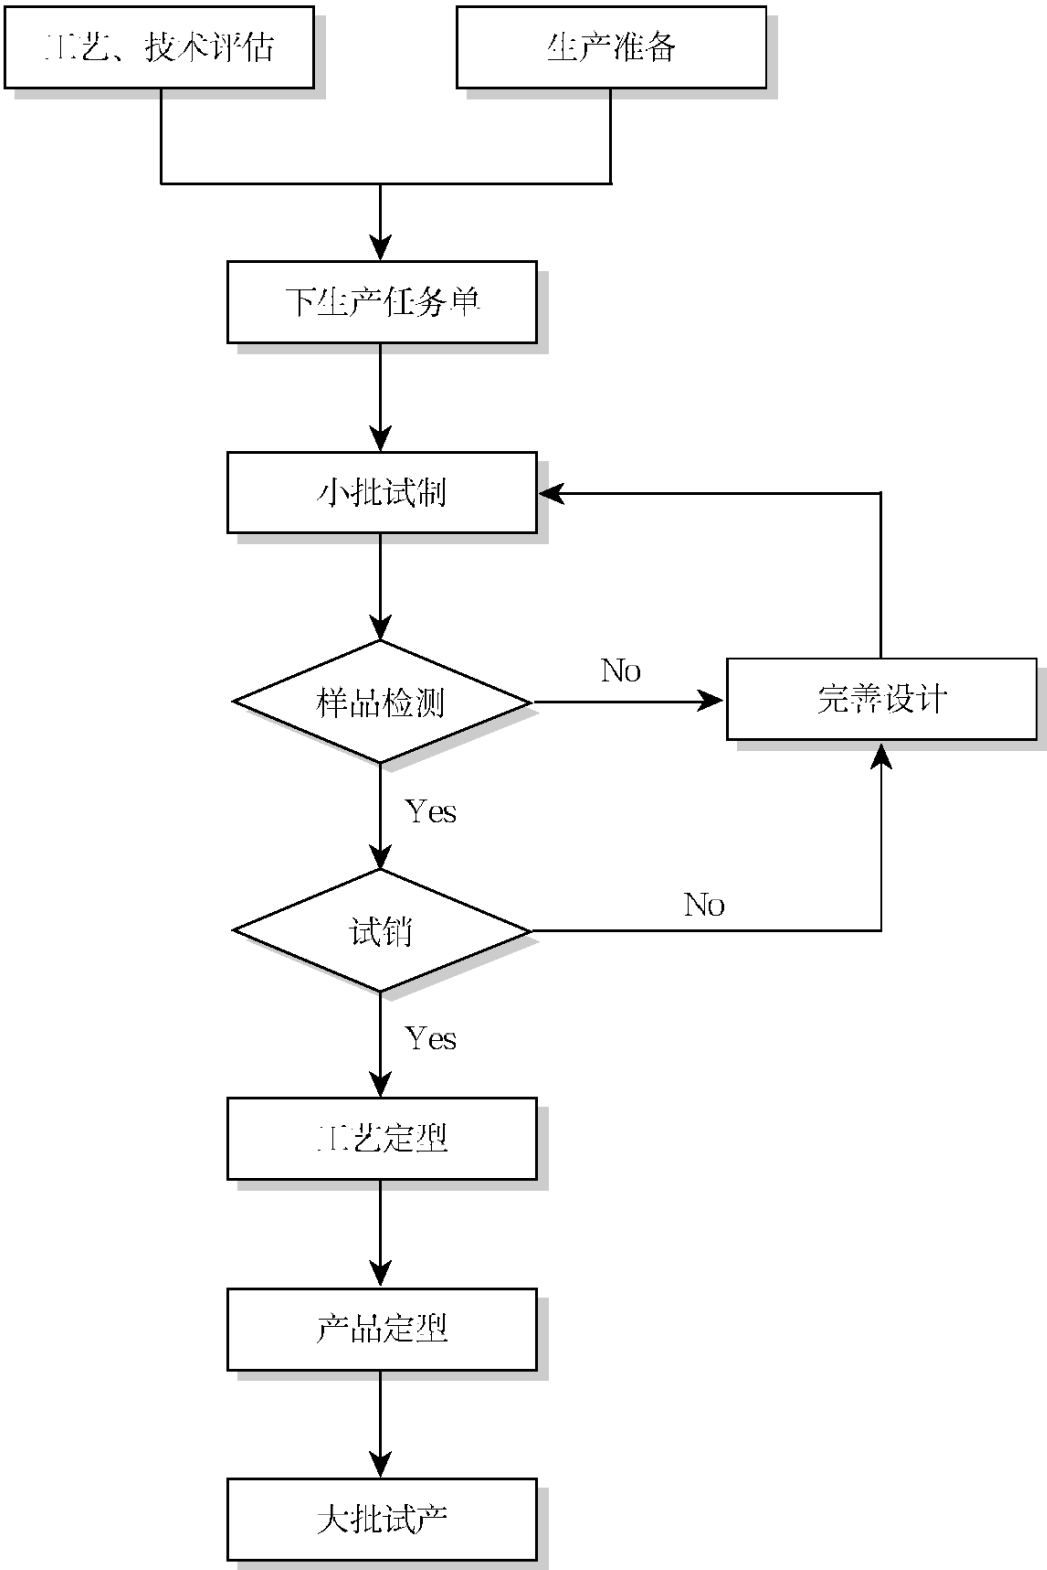 工艺、技术评估
生产准备
下生产任务单
小批试制
样品检测
No
完善设计
Yes
试销
No
Yes
工艺定型
产品定型
大批试产